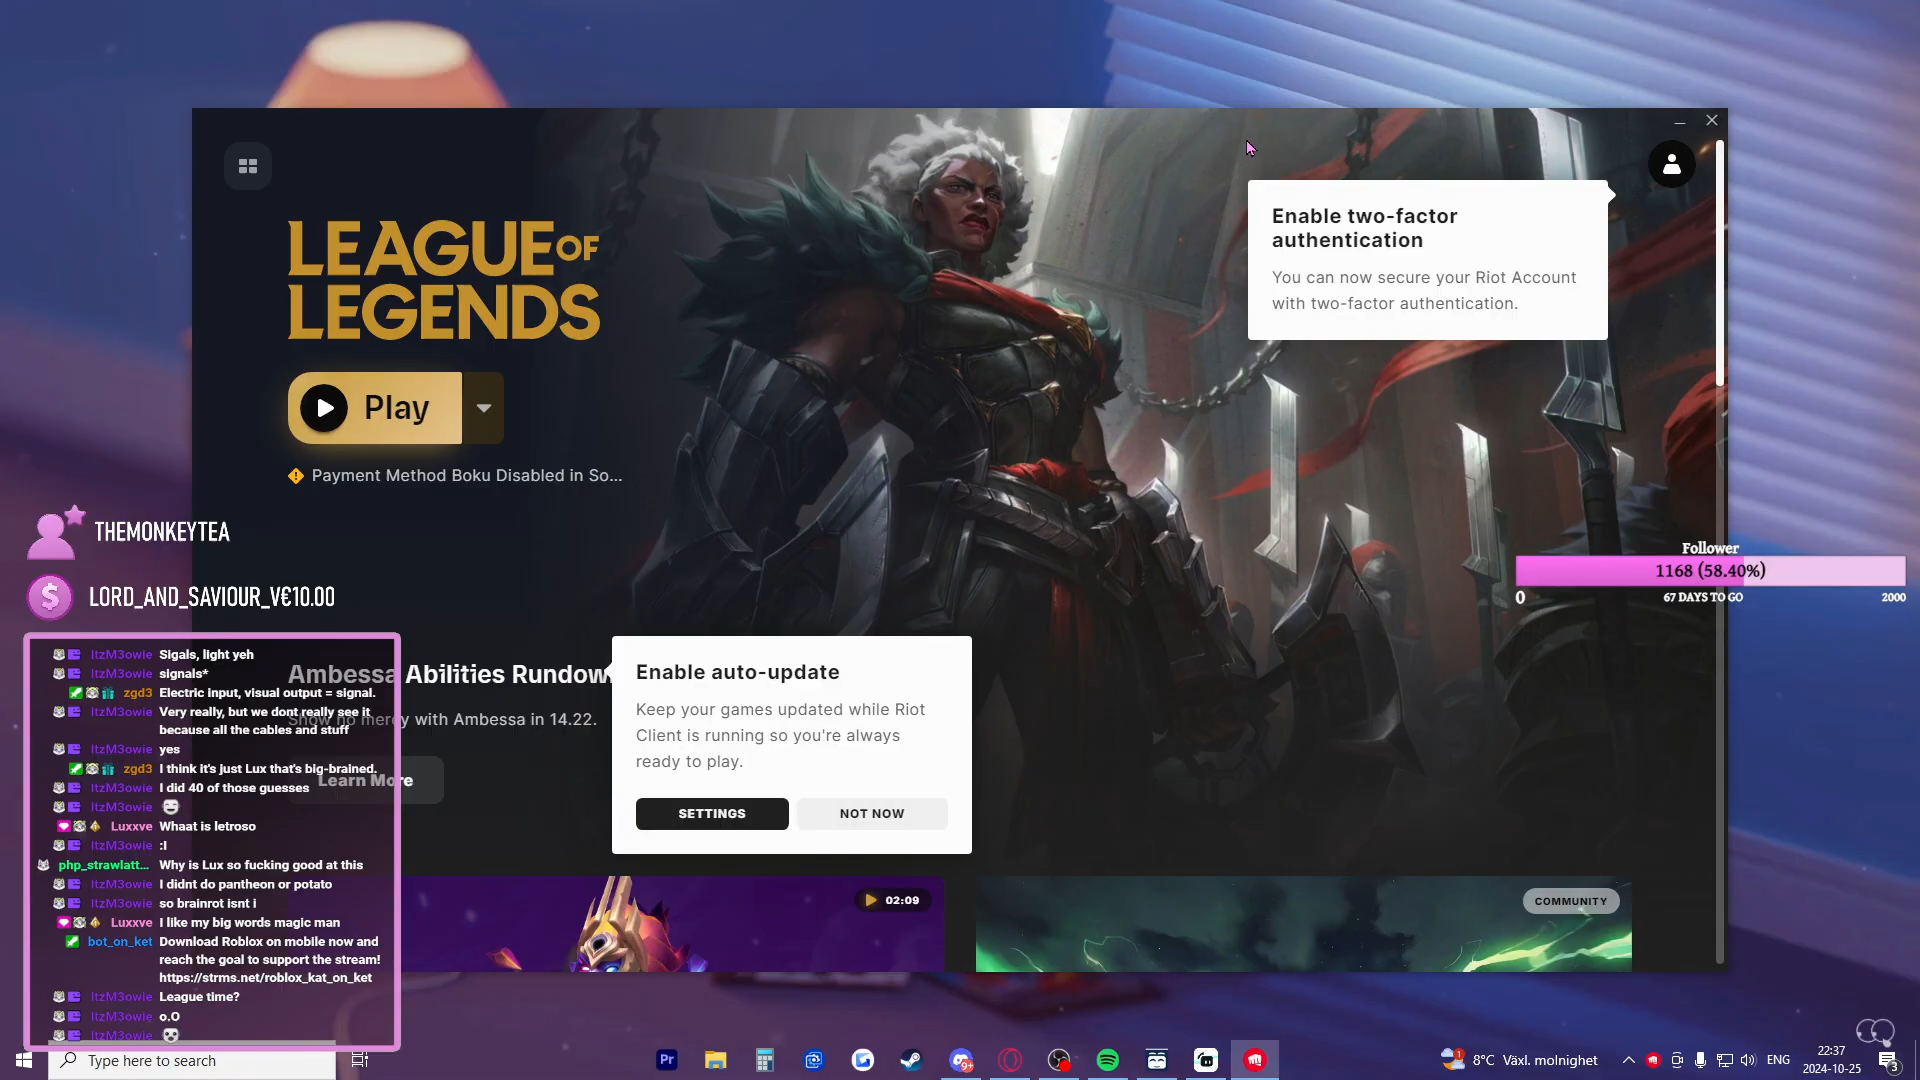 LEAGUE OF
LEGENDS
Play
Payment Method Boku Disabled in So...
Enable two-factor
authentication
You can now secure your Riot Account
with two-factor authentication.
THEMONKEYTEA
LORD_AND_SAVIOUR_V€10.00
Follower
1168 (58.40%)
0
67 DAYS TO GO
2000
Ambessa Abilities Rundow
Show no mercy with Ambessa in 14.22.
Learn More
Enable auto-update
Keep your games updated while Riot
Client is running so you're always
ready to play.
SETTINGS
NOT NOW
02:09
COMMUNITY
ItzM3owie Sigals, light yeh
ItzM3owie signals*
zgd3 Electric input, visual output = signal.
ItzM3owie Very really, but we dont really see it
because all the cables and stuff
ItzM3owie yes
zgd3 I think it's just Lux that's big-brained.
ItzM3owie I did 40 of those guesses
ItzM3owie
Luxxve Whaat is letroso
ItzM3owie :I
php_strawlatt... Why is Lux so fucking good at this
ItzM3owie I didnt do pantheon or potato
ItzM3owie so brainrot isnt i
Luxxve I like my big words magic man
bot_on_ket Download Roblox on mobile now and
reach the goal to support the stream!
https://strms.net/roblox_kat_on_ket
ItzM3owie League time?
ItzM3owie o.O
ItzM3owie
Type here to search
Pr
9+
1
8°C Växl. molnighet
ENG
22:37
2024-10-25
3